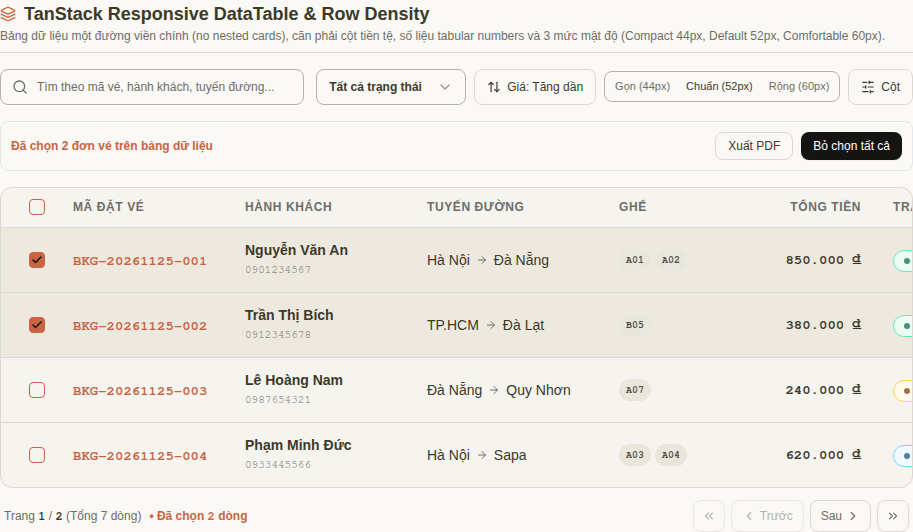 TanStack Responsive DataTable & Row Density
Bảng dữ liệu một đường viền chính (no nested cards), căn phải cột tiền tệ, số liệu tabular numbers và 3 mức mật độ (Compact 44px, Default 52px, Comfortable 60px).
Tìm theo mã vé, hành khách, tuyến đường... Tất cả trạng thái Giá: Tăng dần Gọn (44px) Chuẩn (52px) Rộng (60px) Cột
Đã chọn 2 đơn vé trên bảng dữ liệu Xuất PDF Bỏ chọn tất cả
MÃ ĐẶT VÉ HÀNH KHÁCH TUYẾN ĐƯỜNG GHẾ TỔNG TIỀN TRẠ
Nguyễn Văn An
BKG-20261125-001 Hà Nội → Đà Nẵng A01 A02 850.000 ₫
0901234567
Trần Thị Bích
BKG-20261125-002 TP.HCM → Đà Lạt B05 380.000 ₫
0912345678
Lê Hoàng Nam
BKG-20261125-003 Đà Nẵng → Quy Nhơn A07 240.000 ₫
0987654321
Phạm Minh Đức
BKG-20261125-004 Hà Nội → Sapa A03 A04 620.000 ₫
0933445566
Trang 1 / 2 (Tổng 7 dòng) • Đã chọn 2 dòng « ‹ Trước Sau › »